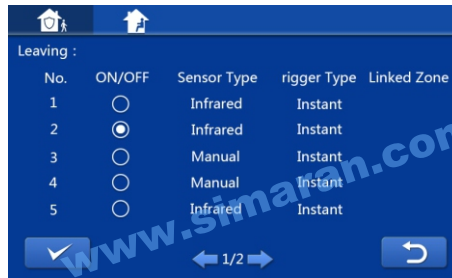 Leaving :
No. ON/OFF Sensor Type rigger Type Linked Zone
1 Infrared Instant
2 Infrared Instant
3 Manual Instant
4 Manual Instant
5 Infrared Instant
www.simaran.com
1/2